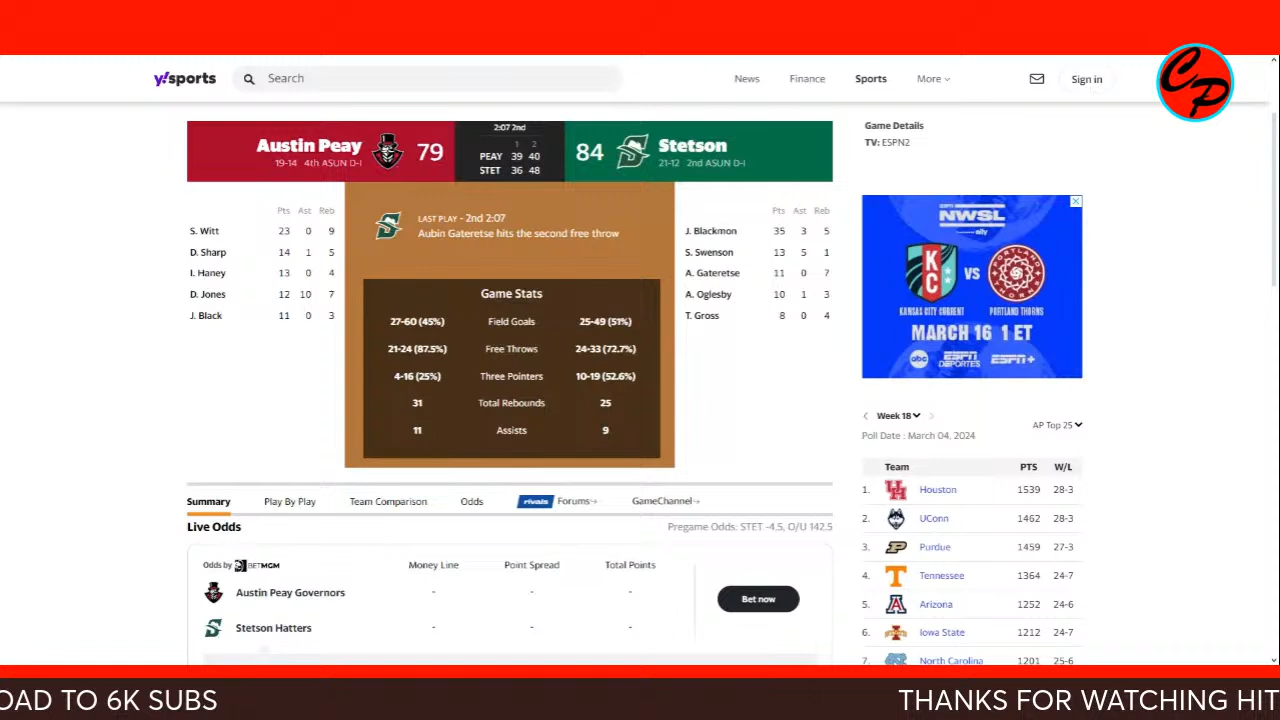 y!sports
Search
News
Finance
Sports
More
Sign in
CP
Austin Peay
19-14 4th ASUN D-I
79
2:07 2nd
1 2
PEAY 39 40
STET 36 48
84
Stetson
21-12 2nd ASUN D-I
Game Details
TV: ESPN2
Pts Ast Reb
S. Witt 23 0 9
D. Sharp 14 1 5
I. Haney 13 0 4
D. Jones 12 10 7
J. Black 11 0 3
LAST PLAY - 2nd 2:07
Aubin Gateretse hits the second free throw
Game Stats
27-60 (45%) Field Goals 25-49 (51%)
21-24 (87.5%) Free Throws 24-33 (72.7%)
4-16 (25%) Three Pointers 10-19 (52.6%)
31 Total Rebounds 25
11 Assists 9
Pts Ast Reb
J. Blackmon 35 3 5
S. Swenson 13 5 1
A. Gateretse 11 0 7
A. Oglesby 10 1 3
T. Gross 8 0 4
NWSL
ally
KC VS
KANSAS CITY CURRENT PORTLAND THORNS
MARCH 16 1 ET
abc ESPN DEPORTES ESPN+
Week 18
AP Top 25
Poll Date : March 04, 2024
Team PTS W/L
1. Houston 1539 28-3
2. UConn 1462 28-3
3. Purdue 1459 27-3
4. Tennessee 1364 24-7
5. Arizona 1252 24-6
6. Iowa State 1212 24-7
7. North Carolina 1201 25-6
Summary
Play By Play
Team Comparison
Odds
rivals Forums
GameChannel
Live Odds
Pregame Odds: STET -4.5, O/U 142.5
Odds by BETMGM
Money Line Point Spread Total Points
Austin Peay Governors - - -
Stetson Hatters - - -
Bet now
OAD TO 6K SUBS
THANKS FOR WATCHING HIT